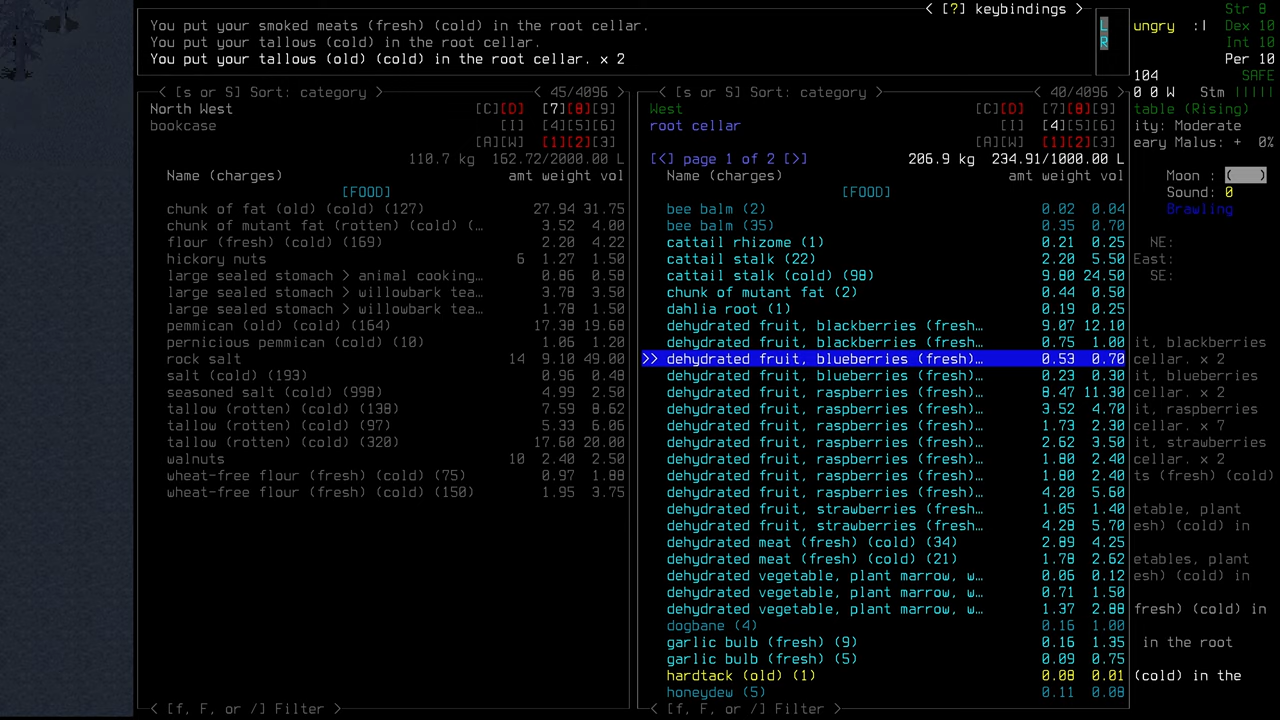 < [?] keybindings >
You put your smoked meats (fresh) (cold) in the root cellar.
You put your tallows (cold) in the root cellar.
You put your tallows (old) (cold) in the root cellar. x 2
L
R
< [s or S] Sort: category >
< 45/4096 >
North West
[C][D] [7][8][9]
bookcase
[I] [4][5][6]
[A][W] [1][2][3]
110.7 kg 162.72/2000.00 L
Name (charges) amt weight vol
[FOOD]
chunk of fat (old) (cold) (127) 27.94 31.75
chunk of mutant fat (rotten) (cold) (… 3.52 4.00
flour (fresh) (cold) (169) 2.20 4.22
hickory nuts 6 1.27 1.50
large sealed stomach > animal cooking… 0.86 0.58
large sealed stomach > willowbark tea… 3.78 3.50
large sealed stomach > willowbark tea… 1.78 1.50
pemmican (old) (cold) (164) 17.38 19.68
pernicious pemmican (cold) (10) 1.06 1.20
rock salt 14 9.10 49.00
salt (cold) (193) 0.96 0.48
seasoned salt (cold) (998) 4.99 2.50
tallow (rotten) (cold) (138) 7.59 8.62
tallow (rotten) (cold) (97) 5.33 6.06
tallow (rotten) (cold) (320) 17.60 20.00
walnuts 10 2.40 2.50
wheat-free flour (fresh) (cold) (75) 0.97 1.88
wheat-free flour (fresh) (cold) (150) 1.95 3.75
< [f, F, or /] Filter >
< [s or S] Sort: category >
< 40/4096 >
West
[C][D] [7][8][9]
root cellar
[I] [4][5][6]
[A][W] [1][2][3]
[<] page 1 of 2 [>] 206.9 kg 234.91/1000.00 L
Name (charges) amt weight vol
[FOOD]
bee balm (2) 0.02 0.04
bee balm (35) 0.35 0.70
cattail rhizome (1) 0.21 0.25
cattail stalk (22) 2.20 5.50
cattail stalk (cold) (98) 9.80 24.50
chunk of mutant fat (2) 0.44 0.50
dahlia root (1) 0.19 0.25
dehydrated fruit, blackberries (fresh… 9.07 12.10
dehydrated fruit, blackberries (fresh… 0.75 1.00
>> dehydrated fruit, blueberries (fresh)… 0.53 0.70
dehydrated fruit, blueberries (fresh)… 0.23 0.30
dehydrated fruit, raspberries (fresh… 8.47 11.30
dehydrated fruit, raspberries (fresh… 3.52 4.70
dehydrated fruit, raspberries (fresh… 1.73 2.30
dehydrated fruit, raspberries (fresh… 2.62 3.50
dehydrated fruit, raspberries (fresh… 1.80 2.40
dehydrated fruit, raspberries (fresh… 1.80 2.40
dehydrated fruit, raspberries (fresh… 4.20 5.60
dehydrated fruit, strawberries (fresh… 1.05 1.40
dehydrated fruit, strawberries (fresh… 4.28 5.70
dehydrated meat (fresh) (cold) (34) 2.89 4.25
dehydrated meat (fresh) (cold) (21) 1.78 2.62
dehydrated vegetable, plant marrow, w… 0.06 0.12
dehydrated vegetable, plant marrow, w… 0.71 1.50
dehydrated vegetable, plant marrow, w… 1.37 2.88
dogbane (4) 0.16 1.00
garlic bulb (fresh) (9) 0.16 1.35
garlic bulb (fresh) (5) 0.09 0.75
hardtack (old) (1) 0.08 0.01
honeydew (5) 0.11 0.08
< [f, F, or /] Filter >
Str 8
ungry :| Dex 10
Int 10
Per 10
104 SAFE
0 0 W Stm |||||
table (Rising)
ity: Moderate
eary Malus: + 0%
Moon : ( )
Sound: 0
Brawling
NE:
East:
SE:
it, blackberries
cellar. x 2
it, blueberries
cellar. x 2
it, raspberries
cellar. x 7
it, strawberries
cellar. x 2
ts (fresh) (cold)
etable, plant
esh) (cold) in
etables, plant
esh) (cold) in
fresh) (cold) in
in the root
(cold) in the